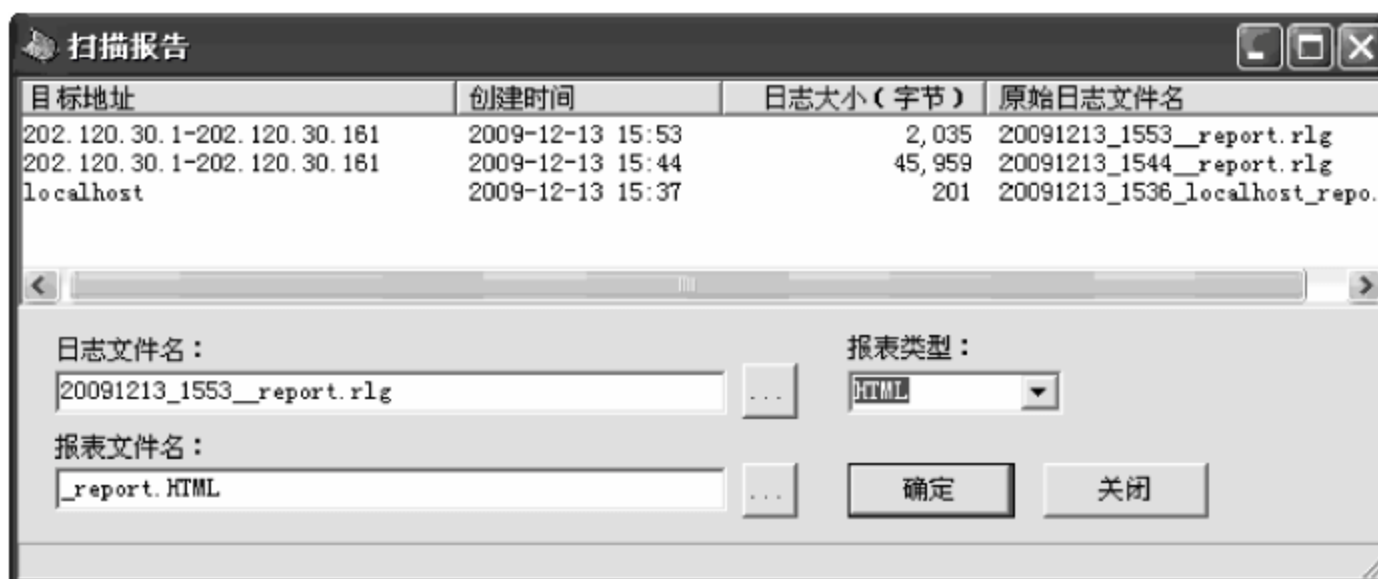 扫描报告
目标地址 创建时间 日志大小(字节) 原始日志文件名
202.120.30.1-202.120.30.161 2009-12-13 15:53 2,035 20091213_1553__report.rlg
202.120.30.1-202.120.30.161 2009-12-13 15:44 45,959 20091213_1544__report.rlg
localhost 2009-12-13 15:37 201 20091213_1536_localhost_repo.
日志文件名: 报表类型:
20091213_1553__report.rlg ... HTML
报表文件名:
_report.HTML ... 确定 关闭